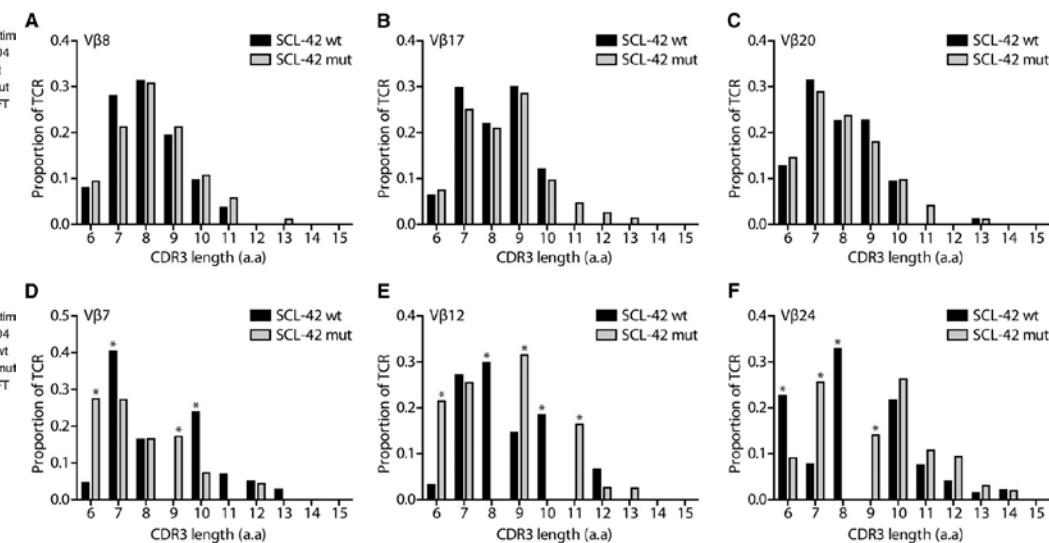 A
Vβ8
SCL-42 wt
SCL-42 mut
Proportion of TCR
0.4
0.3
0.2
0.1
0.0
6 7 8 9 10 11 12 13 14 15
CDR3 length (a.a)
B
Vβ17
SCL-42 wt
SCL-42 mut
Proportion of TCR
0.4
0.3
0.2
0.1
0.0
6 7 8 9 10 11 12 13 14 15
CDR3 length (a.a)
C
Vβ20
SCL-42 wt
SCL-42 mut
Proportion of TCR
0.4
0.3
0.2
0.1
0.0
6 7 8 9 10 11 12 13 14 15
CDR3 length (a.a)
D
Vβ7
SCL-42 wt
SCL-42 mut
Proportion of TCR
0.5
0.4
0.3
0.2
0.1
0.0
* * * *
6 7 8 9 10 11 12 13 14 15
CDR3 length (a.a)
E
Vβ12
SCL-42 wt
SCL-42 mut
Proportion of TCR
0.4
0.3
0.2
0.1
0.0
* * * * *
6 7 8 9 10 11 12 13 14 15
CDR3 length (a.a)
F
Vβ24
SCL-42 wt
SCL-42 mut
Proportion of TCR
0.4
0.3
0.2
0.1
0.0
* * * *
6 7 8 9 10 11 12 13 14 15
CDR3 length (a.a)